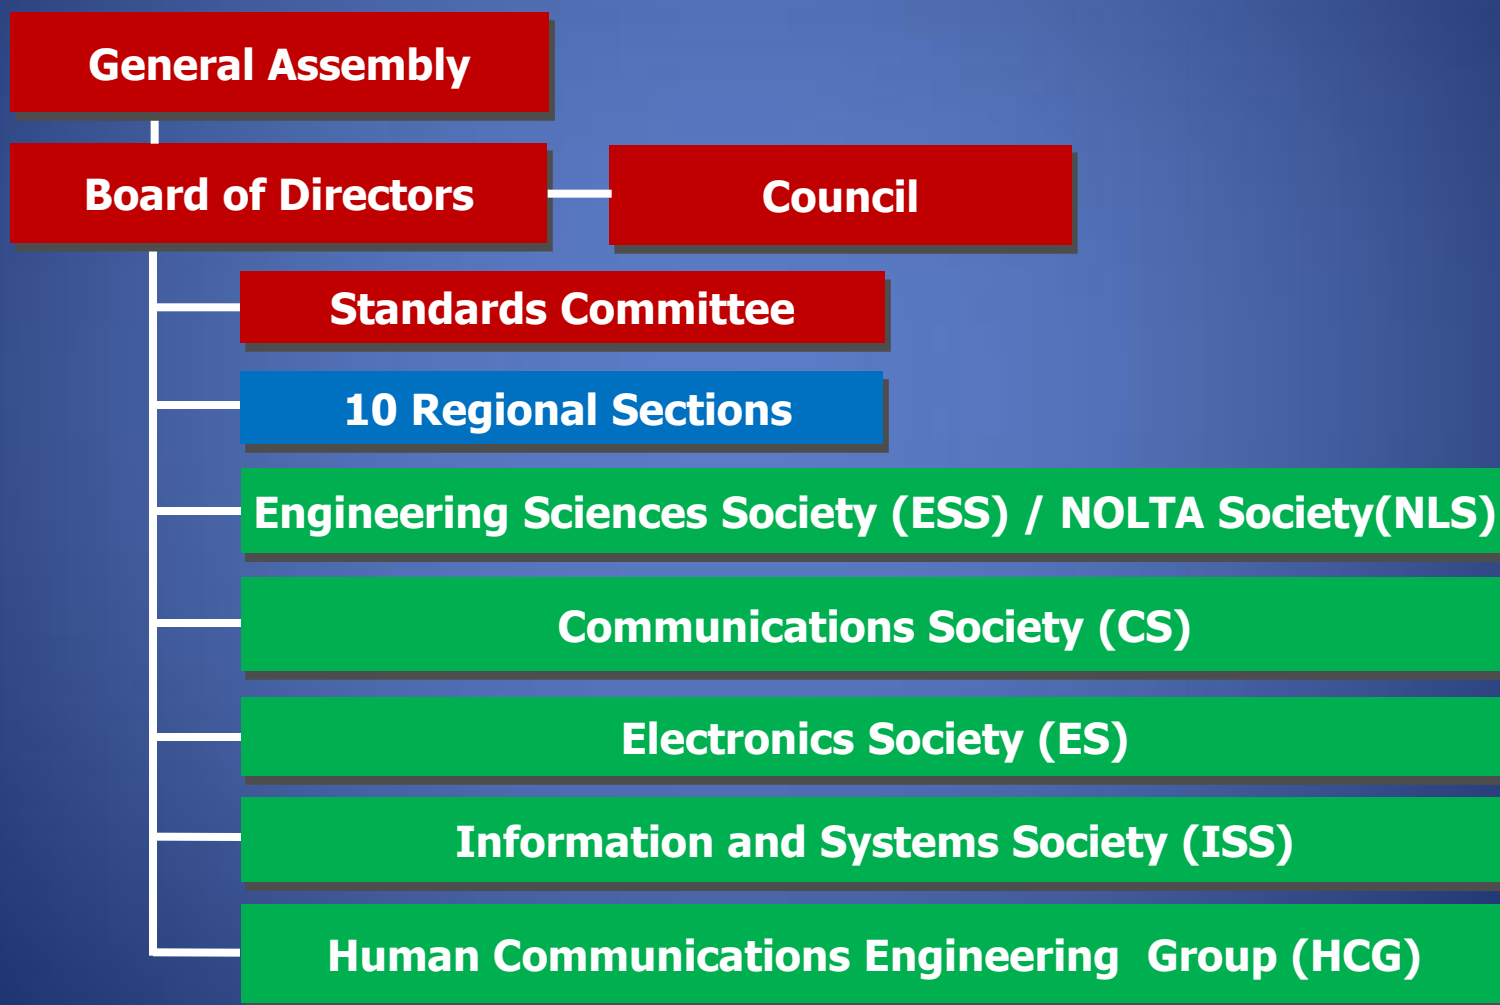 General Assembly
Board of Directors
Council
Standards Committee
10 Regional Sections
Engineering Sciences Society (ESS) / NOLTA Society(NLS)
Communications Society (CS)
Electronics Society (ES)
Information and Systems Society (ISS)
Human Communications Engineering  Group (HCG)